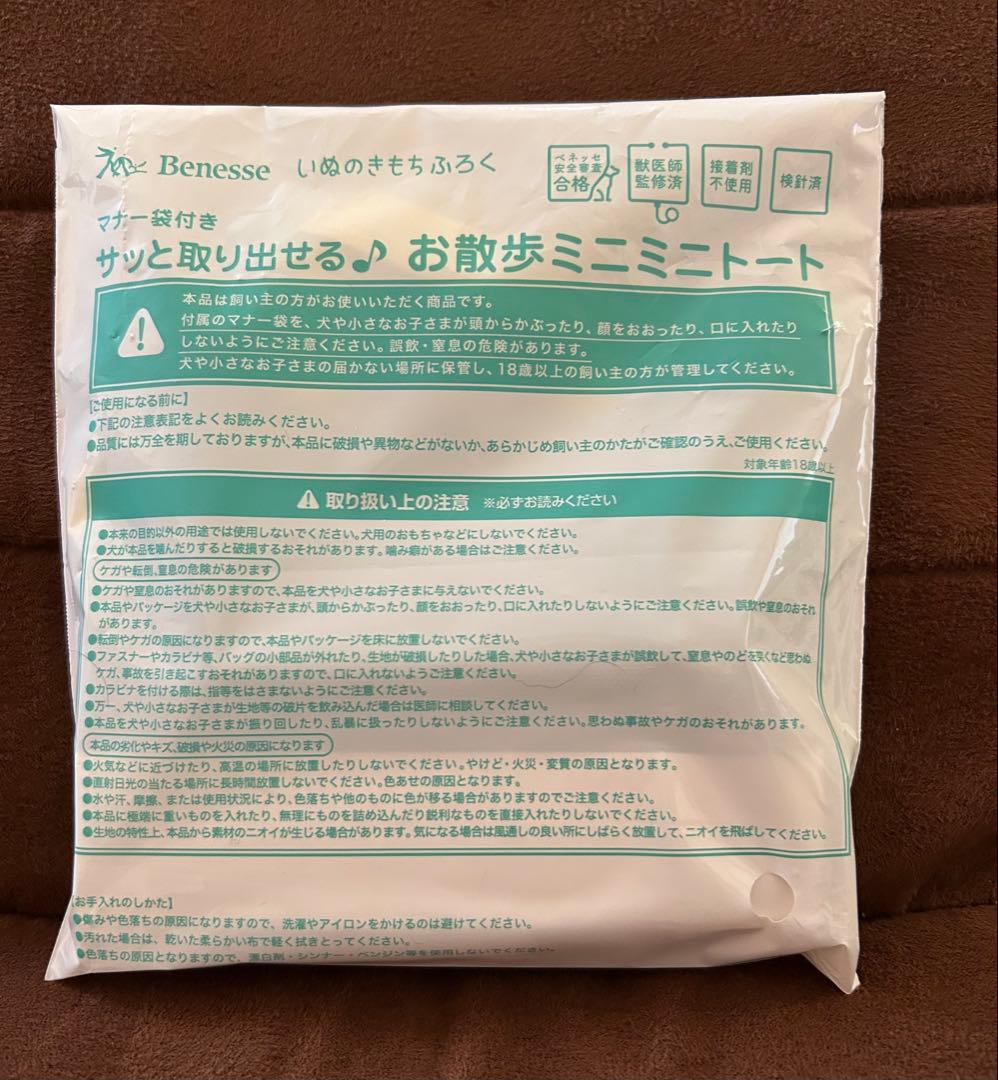 Benesse いぬのきもちふろく
ベネッセ
安全審査
合格
獣医師
監修済
接着剤
不使用
検針済
マナー袋付き
サッと取り出せる♪ お散歩ミニミニトート
本品は飼い主の方がお使いいただく商品です。
付属のマナー袋を、犬や小さなお子さまが頭からかぶったり、顔をおおったり、口に入れたり
しないようにご注意ください。誤飲・窒息の危険があります。
犬や小さなお子さまの届かない場所に保管し、18歳以上の飼い主の方が管理してください。
【ご使用になる前に】
●下記の注意表記をよくお読みください。
●品質には万全を期しておりますが、本品に破損や異物などがないか、あらかじめ飼い主のかたがご確認のうえ、ご使用ください。
対象年齢18歳以上
取り扱い上の注意 ※必ずお読みください
●本来の目的以外の用途では使用しないでください。犬用のおもちゃなどにしないでください。
●犬が本品を噛んだりすると破損するおそれがあります。噛み癖がある場合はご注意ください。
ケガや転倒、窒息の危険があります
●ケガや窒息のおそれがありますので、本品を犬や小さなお子さまに与えないでください。
●本品やパッケージを犬や小さなお子さまが、頭からかぶったり、顔をおおったり、口に入れたりしないようにご注意ください。誤飲や窒息のおそれ
があります。
●転倒やケガの原因になりますので、本品やパッケージを床に放置しないでください。
●ファスナーやカラビナ等、バッグの小部品が外れたり、生地が破損したりした場合、犬や小さなお子さまが誤飲して、窒息やのどを突くなど思わぬ
ケガ、事故を引き起こすおそれがありますので、口に入れないようご注意ください。
●カラビナを付ける際は、指等をはさまないようにご注意ください。
●万一、犬や小さなお子さまが生地等の破片を飲み込んだ場合は医師に相談してください。
●本品を犬や小さなお子さまが振り回したり、乱暴に扱ったりしないようにご注意ください。思わぬ事故やケガのおそれがあります。
本品の劣化やキズ、破損や火災の原因になります
●火気などに近づけたり、高温の場所に放置したりしないでください。やけど・火災・変質の原因となります。
●直射日光の当たる場所に長時間放置しないでください。色あせの原因となります。
●水や汗、摩擦、または使用状況により、色落ちや他のものに色が移る場合がありますのでご注意ください。
●本品に極端に重いものを入れたり、無理にものを詰め込んだり鋭利なものを直接入れたりしないでください。
●生地の特性上、本品から素材のニオイが生じる場合があります。気になる場合は風通しの良い所にしばらく放置して、ニオイを飛ばしてください。
【お手入れのしかた】
●傷みや色落ちの原因になりますので、洗濯やアイロンをかけるのは避けてください。
●汚れた場合は、乾いた柔らかい布で軽く拭きとってください。
●色落ちの原因となりますので、漂白剤・シンナー・ベンジン等を使用しないでください。